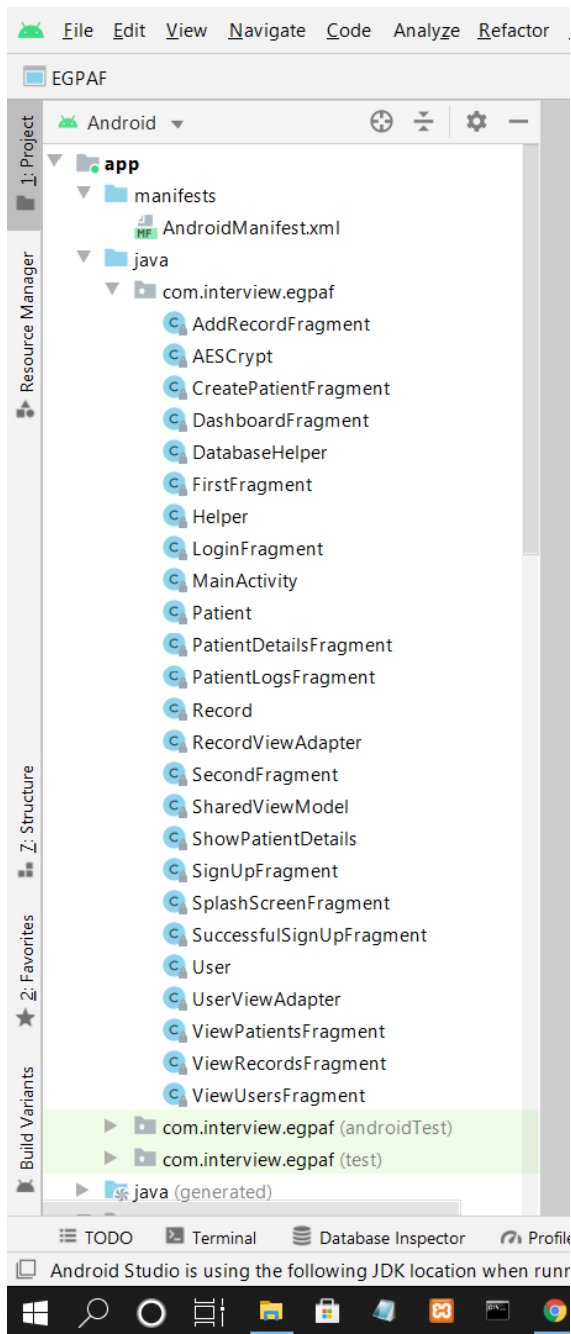 File Edit View Navigate Code Analyze Refactor
EGPAF
1: Project
Resource Manager
7: Structure
2: Favorites
Build Variants
Android
app
manifests
MF AndroidManifest.xml
java
com.interview.egpaf
C AddRecordFragment
C AESCrypt
C CreatePatientFragment
C DashboardFragment
C DatabaseHelper
C FirstFragment
C Helper
C LoginFragment
C MainActivity
C Patient
C PatientDetailsFragment
C PatientLogsFragment
C Record
C RecordViewAdapter
C SecondFragment
C SharedViewModel
C ShowPatientDetails
C SignUpFragment
C SplashScreenFragment
C SuccessfulSignUpFragment
C User
C UserViewAdapter
C ViewPatientsFragment
C ViewRecordsFragment
C ViewUsersFragment
com.interview.egpaf (androidTest)
com.interview.egpaf (test)
java (generated)
TODO Terminal Database Inspector Profile
Android Studio is using the following JDK location when runn